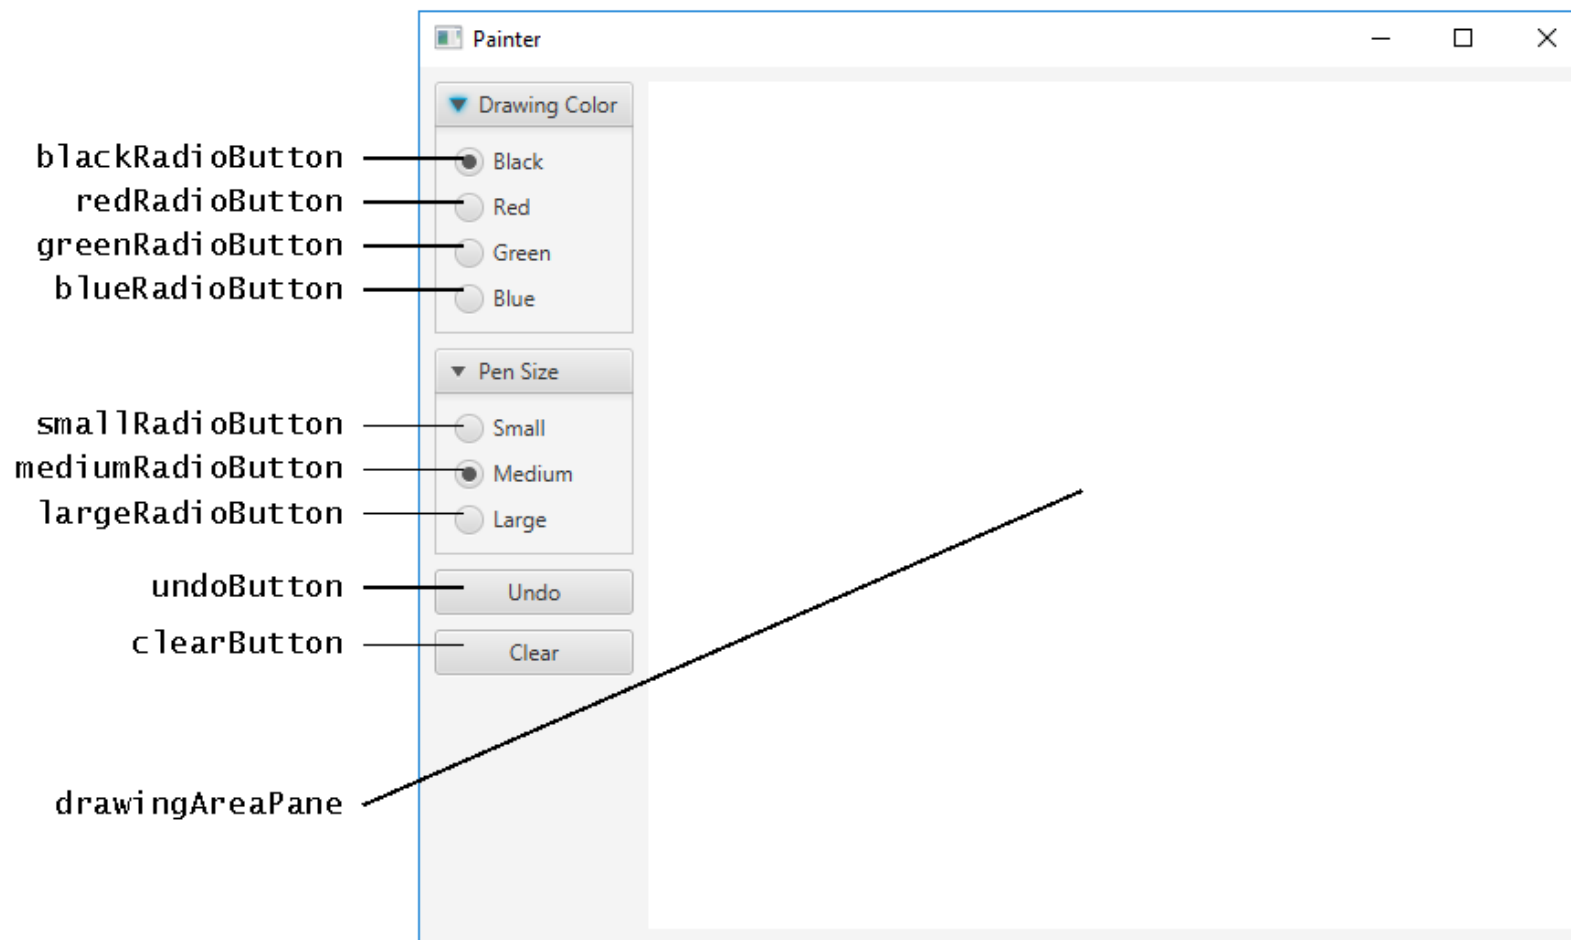 Painter
Drawing Color
blackRadioButton
Black
redRadioButton
Red
greenRadioButton
Green
blueRadioButton
Blue
Pen Size
smallRadioButton
Small
mediumRadioButton
Medium
largeRadioButton
Large
undoButton
Undo
clearButton
Clear
drawingAreaPane